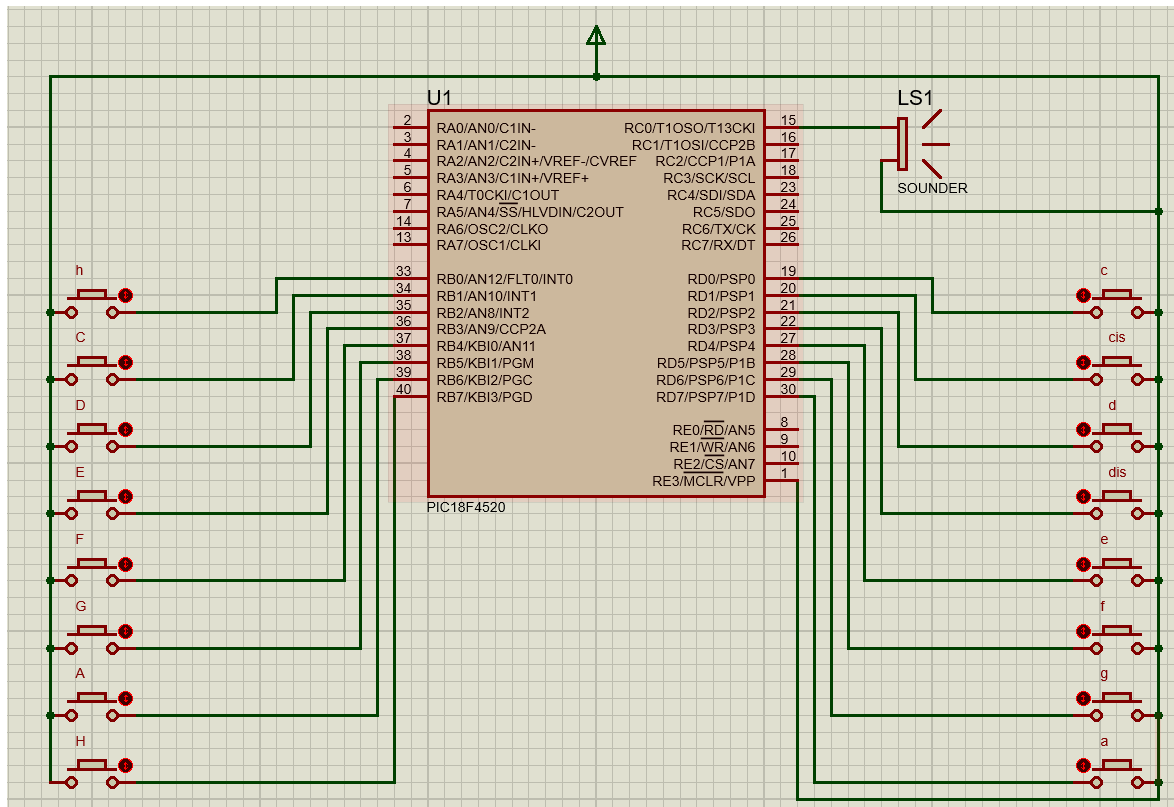 U1
LS1
2
RA0/AN0/C1IN-
3
RA1/AN1/C2IN-
4
RA2/AN2/C2IN+/VREF-/CVREF
5
RA3/AN3/C1IN+/VREF+
6
RA4/T0CKI/C1OUT
7
RA5/AN4/SS/HLVDIN/C2OUT
14
RA6/OSC2/CLKO
13
RA7/OSC1/CLKI
33
RB0/AN12/FLT0/INT0
34
RB1/AN10/INT1
35
RB2/AN8/INT2
36
RB3/AN9/CCP2A
37
RB4/KBI0/AN11
38
RB5/KBI1/PGM
39
RB6/KBI2/PGC
40
RB7/KBI3/PGD
RC0/T1OSO/T13CKI
15
RC1/T1OSI/CCP2B
16
RC2/CCP1/P1A
17
RC3/SCK/SCL
18
RC4/SDI/SDA
23
RC5/SDO
24
RC6/TX/CK
25
RC7/RX/DT
26
RD0/PSP0
19
RD1/PSP1
20
RD2/PSP2
21
RD3/PSP3
22
RD4/PSP4
27
RD5/PSP5/P1B
28
RD6/PSP6/P1C
29
RD7/PSP7/P1D
30
RE0/RD/AN5
8
RE1/WR/AN6
9
RE2/CS/AN7
10
RE3/MCLR/VPP
1
PIC18F4520
SOUNDER
h
C
D
E
F
G
A
H
c
cis
d
dis
e
f
g
a